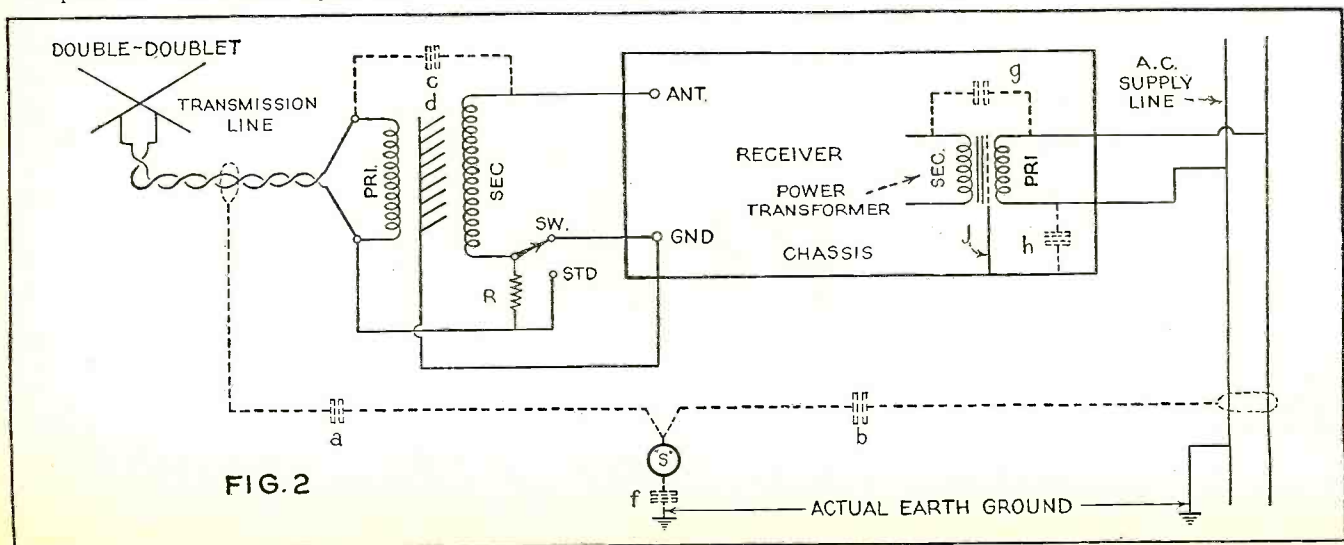 DOUBLE-DOUBLET
TRANSMISSION
LINE
PRI.
c
d
SEC.
SW.
STD
R
ANT.
GND
RECEIVER
POWER
TRANSFORMER
CHASSIS
SEC.
PRI
g
J
h
A.C.
SUPPLY
LINE
a
b
"S"
f
ACTUAL EARTH GROUND
FIG. 2